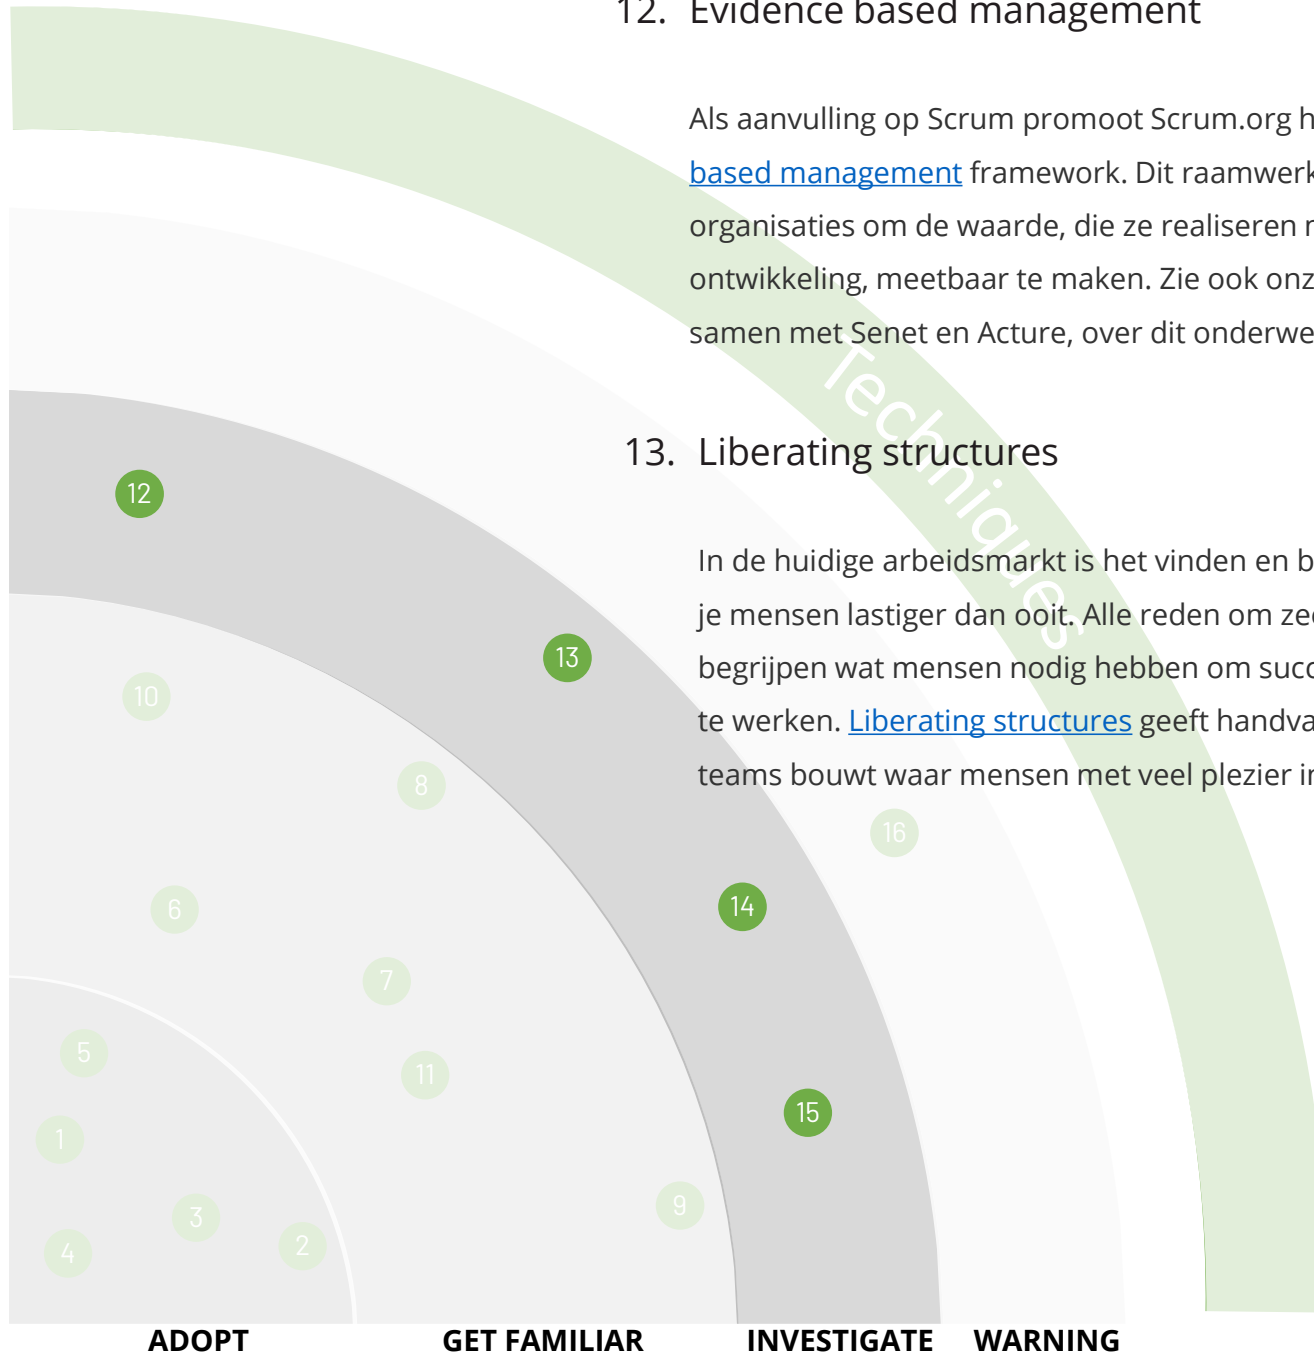 12. Evidence based management
Als aanvulling op Scrum promoot Scrum.org
based management framework. Dit raamwerk
organisaties om de waarde, die ze realiseren
ontwikkeling, meetbaar te maken. Zie ook
samen met Senet en Acture, over dit
Techniques
13. Liberating structures
In de huidige arbeidsmarkt is het vinden en
je mensen lastiger dan ooit. Alle reden om
begrijpen wat mensen nodig hebben om
te werken. Liberating structures geeft
teams bouwt waar mensen met veel plezier
12
13
10
8
16
6
14
7
5
11
15
1
9
3
2
4
ADOPT GET FAMILIAR INVESTIGATE WARNING